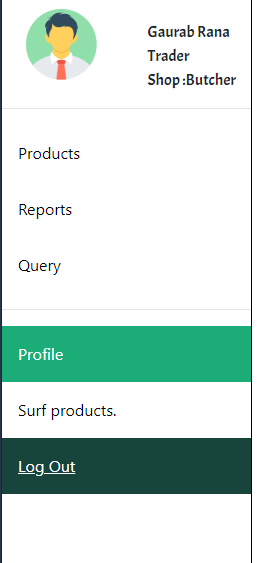 Gaurab Rana
Trader
Shop :Butcher
Products
Reports
Query
Profile
Surf products.
Log Out